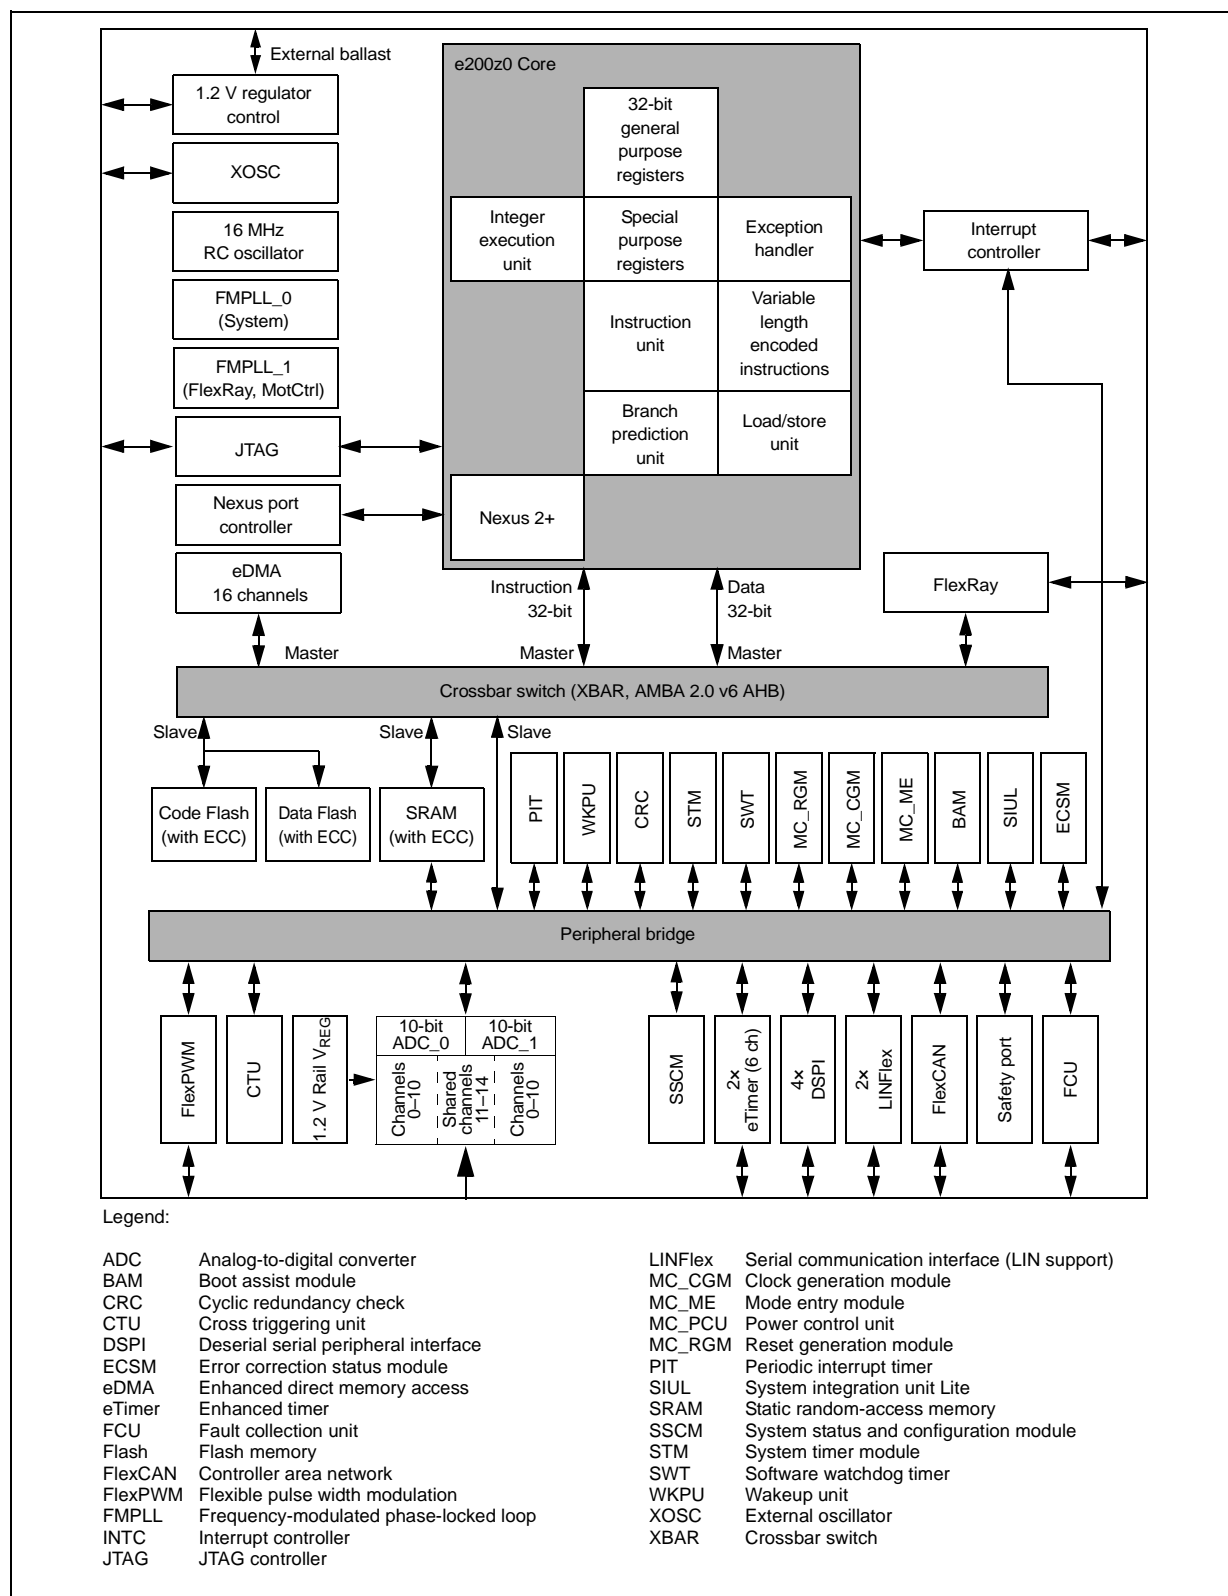 External ballast
1.2 V regulator
control
XOSC
16 MHz
RC oscillator
FMPLL_0
(System)
FMPLL_1
(FlexRay, MotCtrl)
JTAG
Nexus port
controller
eDMA
16 channels
e200z0 Core
32-bit
general
purpose
registers
Integer
execution
unit
Special
purpose
registers
Exception
handler
Instruction
unit
Variable
length
encoded
instructions
Branch
prediction
unit
Load/store
unit
Nexus 2+
Interrupt
controller
FlexRay
Instruction
32-bit
Data
32-bit
Master
Master
Master
Crossbar switch (XBAR, AMBA 2.0 v6 AHB)
Slave
Slave
Slave
Code Flash
(with ECC)
Data Flash
(with ECC)
SRAM
(with ECC)
PIT
WKPU
CRC
STM
SWT
MC_RGM
MC_CGM
MC_ME
BAM
SIUL
ECSM
Peripheral bridge
FlexPWM
CTU
1.2 V Rail VREG
10-bit
ADC_0
10-bit
ADC_1
Channels
0–10
Shared
channels
11–14
Channels
0–10
SSCM
2×
eTimer (6 ch)
4×
DSPI
2×
LINFlex
FlexCAN
Safety port
FCU
Legend:
ADC Analog-to-digital converter
BAM Boot assist module
CRC Cyclic redundancy check
CTU Cross triggering unit
DSPI Deserial serial peripheral interface
ECSM Error correction status module
eDMA Enhanced direct memory access
eTimer Enhanced timer
FCU Fault collection unit
Flash Flash memory
FlexCAN Controller area network
FlexPWM Flexible pulse width modulation
FMPLL Frequency-modulated phase-locked loop
INTC Interrupt controller
JTAG JTAG controller
LINFlex Serial communication interface (LIN support)
MC_CGM Clock generation module
MC_ME Mode entry module
MC_PCU Power control unit
MC_RGM Reset generation module
PIT Periodic interrupt timer
SIUL System integration unit Lite
SRAM Static random-access memory
SSCM System status and configuration module
STM System timer module
SWT Software watchdog timer
WKPU Wakeup unit
XOSC External oscillator
XBAR Crossbar switch